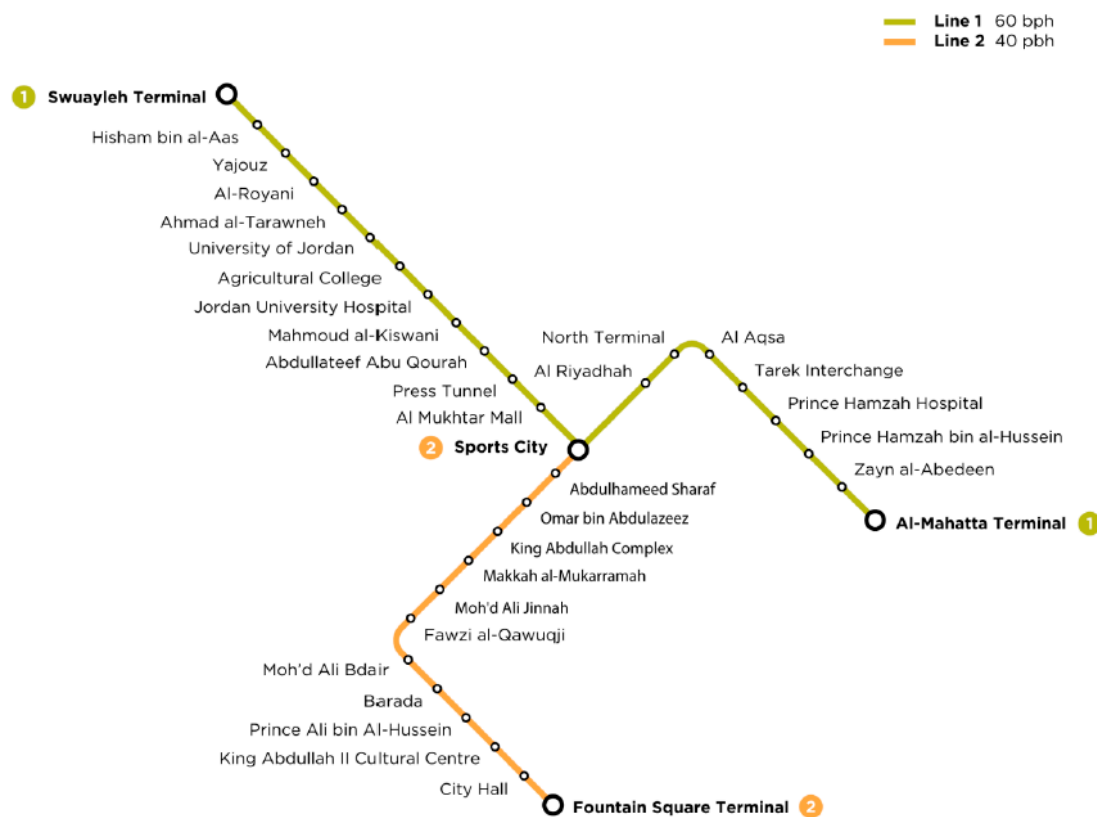 Line 1 60 bph
Line 2 40 pbh
1 Swuayleh Terminal
Hisham bin al-Aas
Yajouz
Al-Royani
Ahmad al-Tarawneh
University of Jordan
Agricultural College
Jordan University Hospital
Mahmoud al-Kiswani
Abdullateef Abu Qourah
Press Tunnel
Al Mukhtar Mall
2 Sports City
Al Riyadhah
North Terminal
Al Aqsa
Tarek Interchange
Prince Hamzah Hospital
Prince Hamzah bin al-Hussein
Zayn al-Abedeen
Al-Mahatta Terminal 1
Abdulhameed Sharaf
Omar bin Abdulazeez
King Abdullah Complex
Makkah al-Mukarramah
Moh'd Ali Jinnah
Fawzi al-Qawuqji
Moh'd Ali Bdair
Barada
Prince Ali bin Al-Hussein
King Abdullah II Cultural Centre
City Hall
Fountain Square Terminal 2